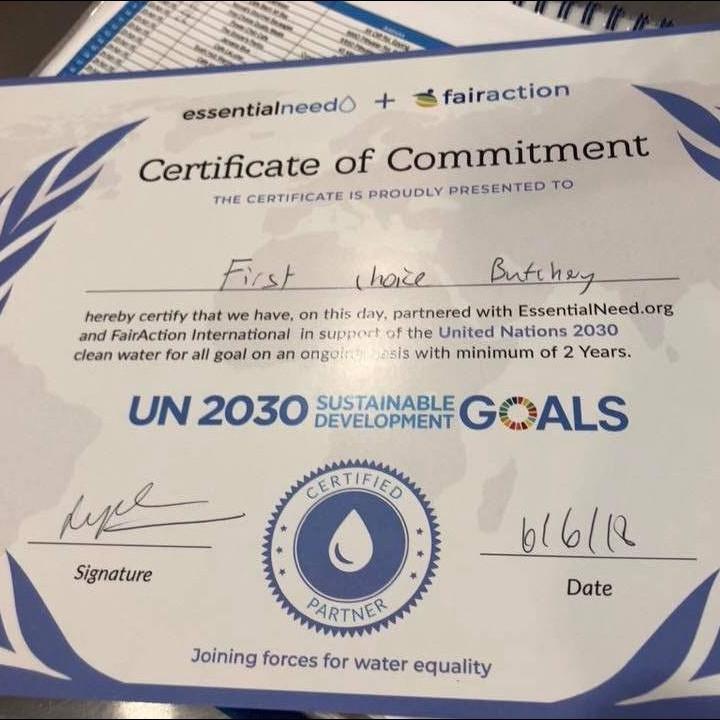 essentialneed + fairaction
Certificate of Commitment
THE CERTIFICATE IS PROUDLY PRESENTED TO
First choice Butchey
hereby certify that we have, on this day, partnered with EssentialNeed.org
and FairAction International in support of the United Nations 2030
clean water for all goal on an ongoing basis with minimum of 2 Years.
UN 2030 SUSTAINABLE DEVELOPMENT GOALS
CERTIFIED
PARTNER
6/6/18
Signature
Date
Joining forces for water equality